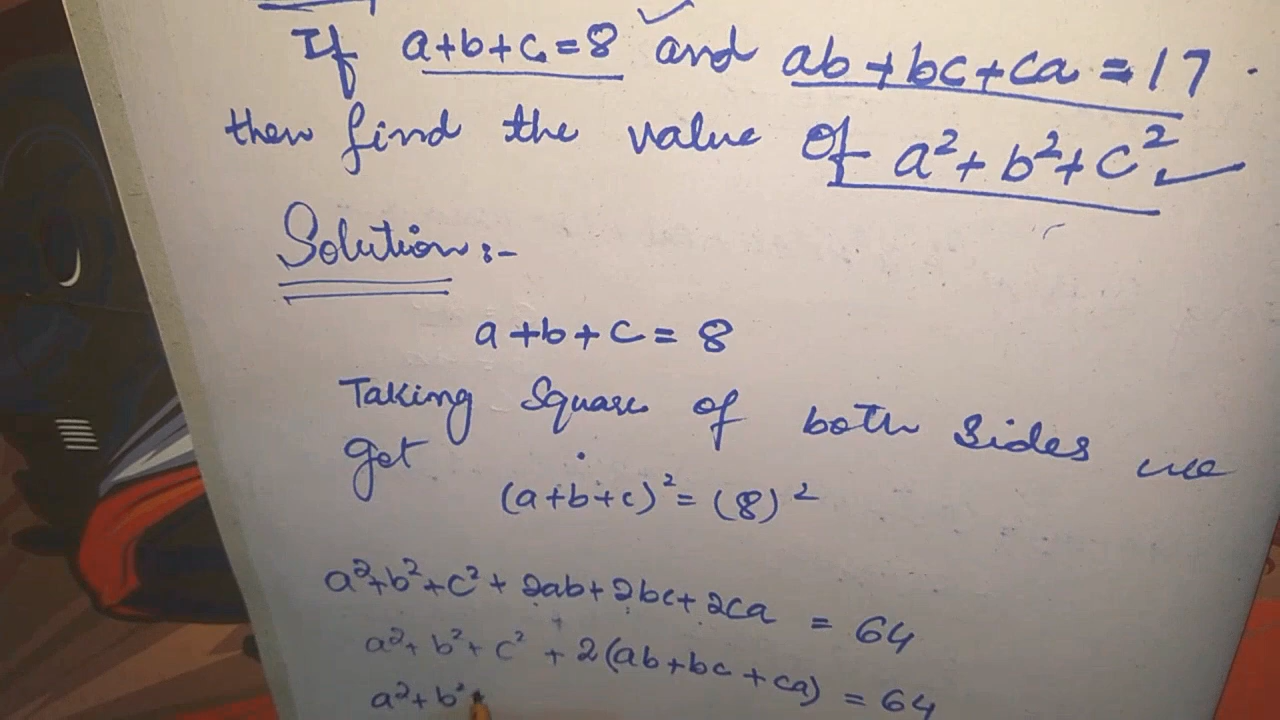 If a+b+c=8 and ab+bc+ca=17.
then find the value of a²+b²+c².
Solution:-
a+b+c=8
Taking Square of both sides we
get
(a+b+c)²=(8)²
a²+b²+c²+2ab+2bc+2ca = 64
a²+b²+c²+2(ab+bc+ca) = 64
a²+b²